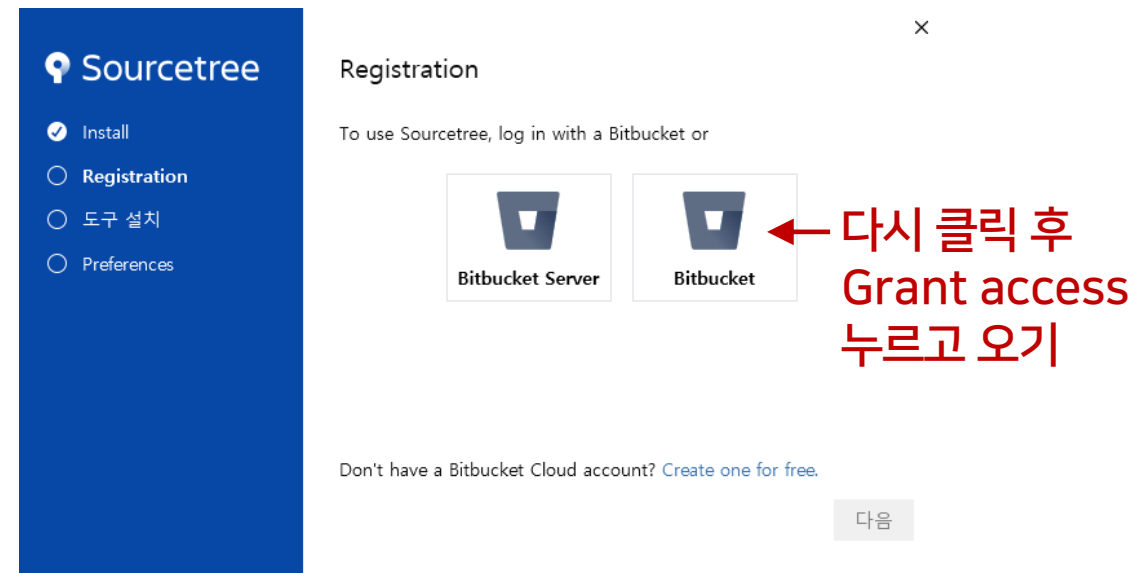 Sourcetree
Install
Registration
도구 설치
Preferences
Registration
To use Sourcetree, log in with a Bitbucket or
Bitbucket Server
Bitbucket
다시 클릭 후
Grant access
누르고 오기
Don't have a Bitbucket Cloud account? Create one for free.
다음